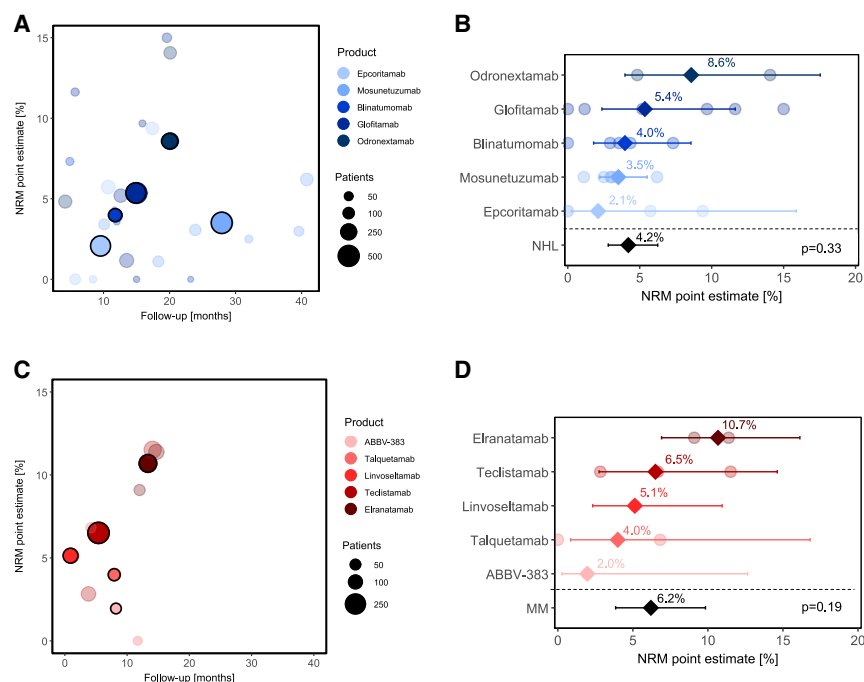 A
NRM point estimate [%]
15
10
5
0
10
20
30
40
Follow-up [months]
Product
Epcoritamab
Mosunetuzumab
Blinatumomab
Glofitamab
Odronextamab
Patients
50
100
250
500
B
Odronextamab
Glofitamab
Blinatumomab
Mosunetuzumab
Epcoritamab
NHL
8.6%
5.4%
4.0%
3.5%
2.1%
4.2%
p=0.33
0
5
10
15
20
NRM point estimate [%]
C
NRM point estimate [%]
15
10
5
0
0
10
20
30
40
Follow-up [months]
Product
ABBV-383
Talquetamab
Linvoseltamab
Teclistamab
Elranatamab
Patients
50
100
250
D
Elranatamab
Teclistamab
Linvoseltamab
Talquetamab
ABBV-383
MM
10.7%
6.5%
5.1%
4.0%
2.0%
6.2%
p=0.19
0
5
10
15
20
NRM point estimate [%]